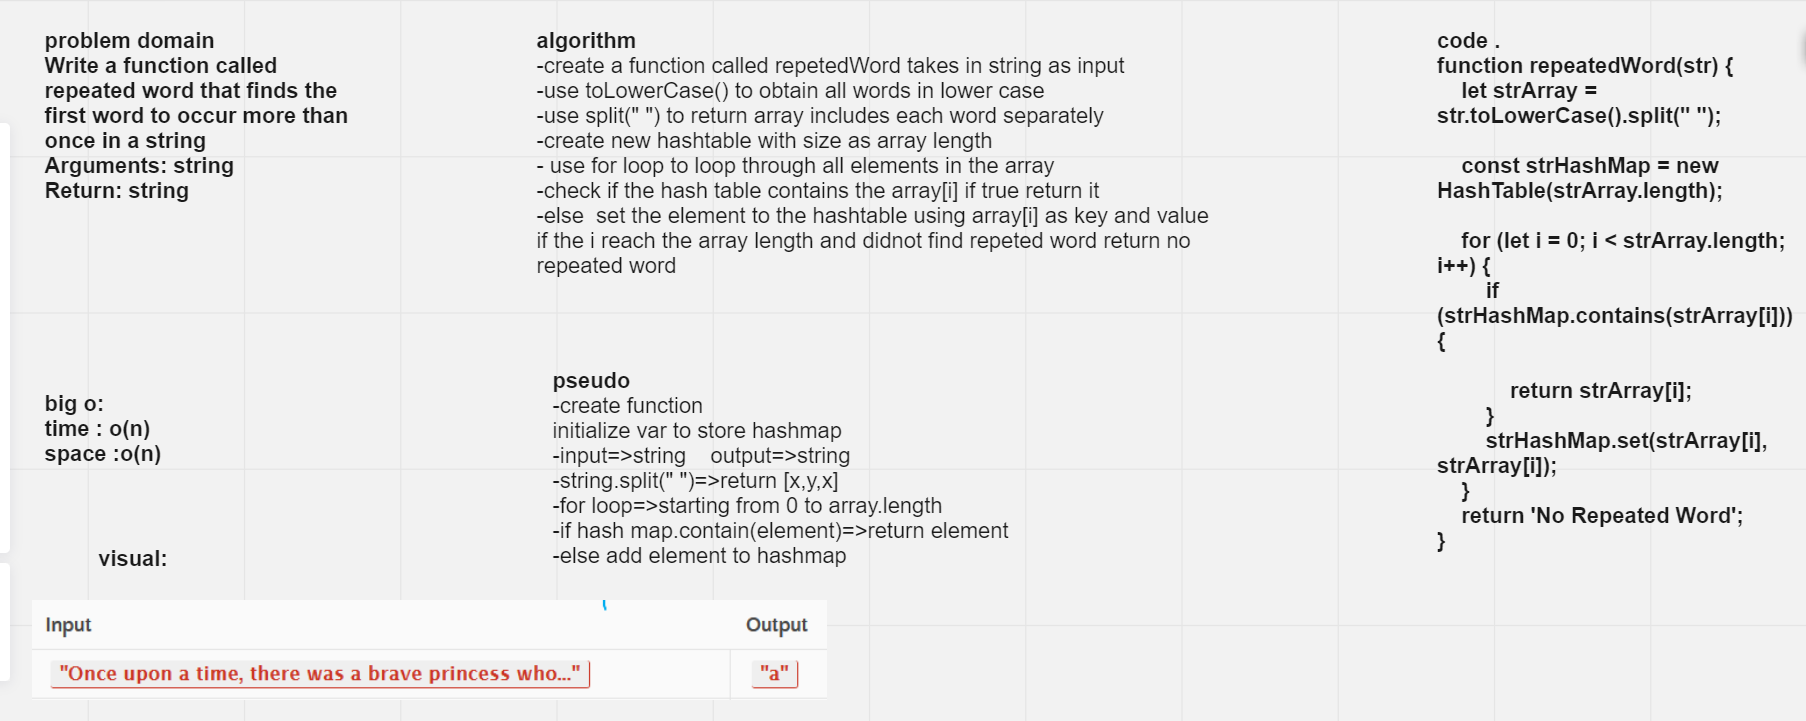 problem domain
Write a function called
repeated word that finds the
first word to occur more than
once in a string
Arguments: string
Return: string
big o:
time : o(n)
space :o(n)
visual:
algorithm
-create a function called repetedWord takes in string as input
-use toLowerCase() to obtain all words in lower case
-use split(" ") to return array includes each word separately
-create new hashtable with size as array length
- use for loop to loop through all elements in the array
-check if the hash table contains the array[i] if true return it
-else  set the element to the hashtable using array[i] as key and value
if the i reach the array length and didnot find repeted word return no
repeated word
pseudo
-create function
initialize var to store hashmap
-input=>string    output=>string
-string.split(" ")=>return [x,y,x]
-for loop=>starting from 0 to array.length
-if hash map.contain(element)=>return element
-else add element to hashmap
Input Output
"Once upon a time, there was a brave princess who..." "a"
code .
function repeatedWord(str) {
let strArray =
str.toLowerCase().split(" ");
const strHashMap = new
HashTable(strArray.length);
for (let i = 0; i < strArray.length;
i++) {
if
(strHashMap.contains(strArray[i]))
{
return strArray[i];
}
strHashMap.set(strArray[i],
strArray[i]);
}
return 'No Repeated Word';
}